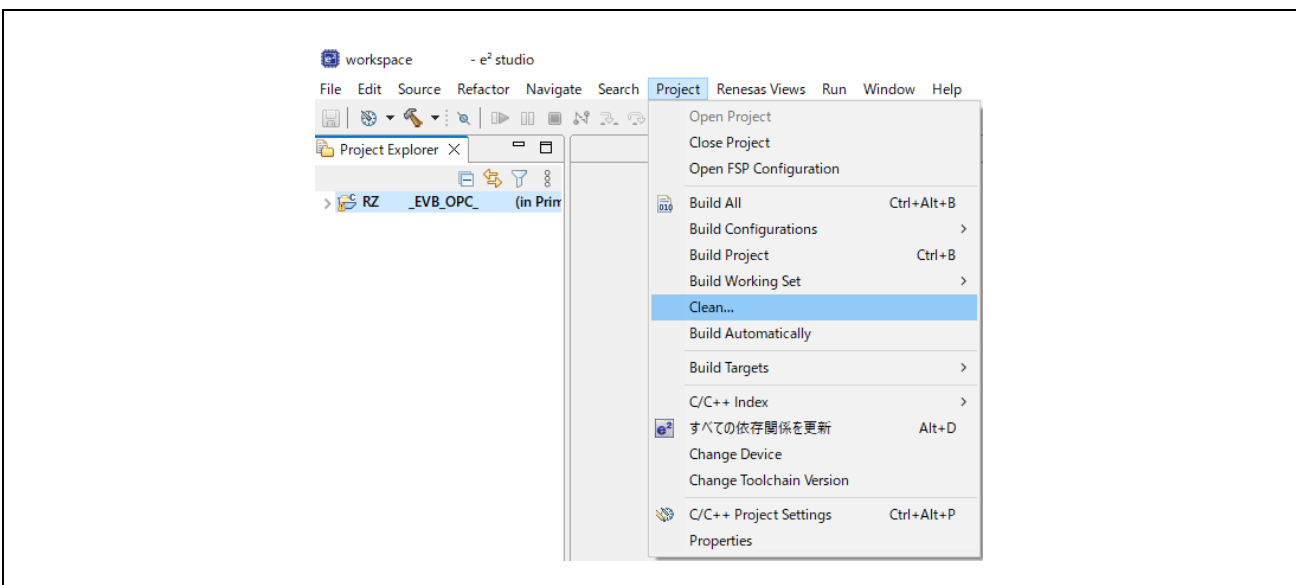 workspace - e² studio
File Edit Source Refactor Navigate Search Project Renesas Views Run Window Help
Project Explorer
RZ _EVB_OPC_ (in Prim
Open Project
Close Project
Open FSP Configuration
Build All Ctrl+Alt+B
Build Configurations
Build Project Ctrl+B
Build Working Set
Clean...
Build Automatically
Build Targets
C/C++ Index
すべての依存関係を更新 Alt+D
Change Device
Change Toolchain Version
C/C++ Project Settings Ctrl+Alt+P
Properties